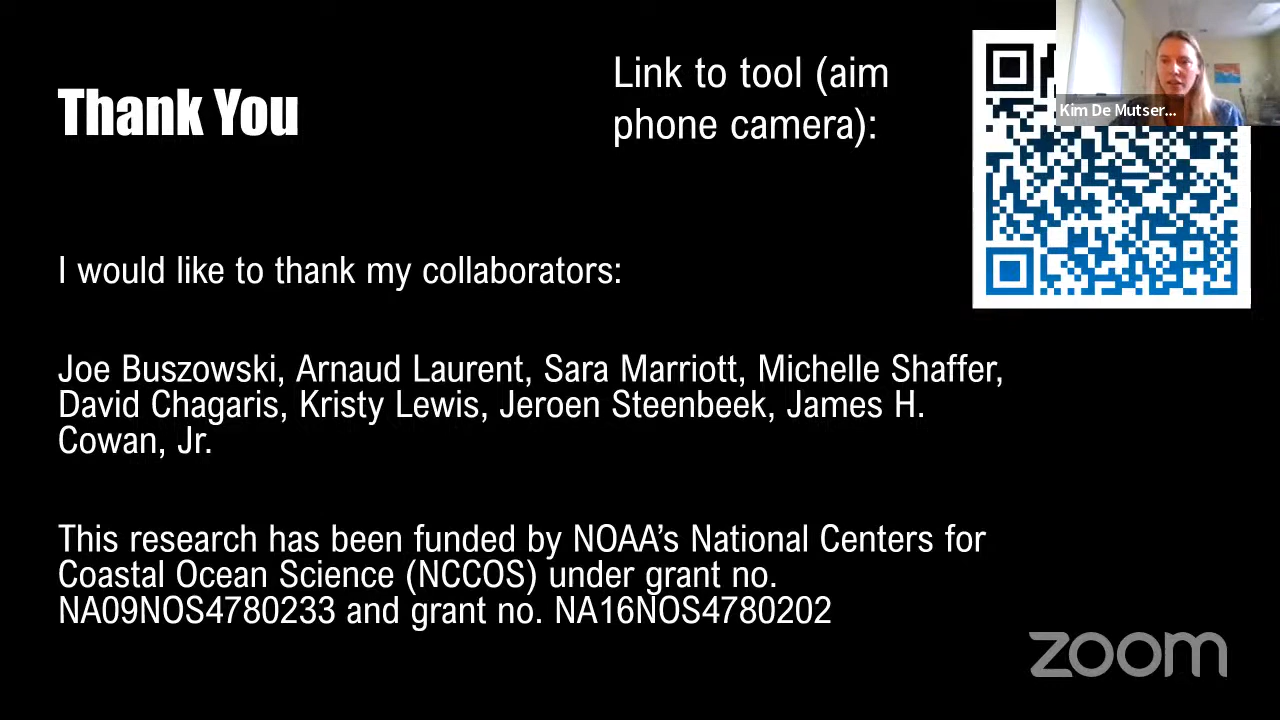 Thank You
Link to tool (aim
phone camera):
Kim De Mutser...
I would like to thank my collaborators:
Joe Buszowski, Arnaud Laurent, Sara Marriott, Michelle Shaffer,
David Chagaris, Kristy Lewis, Jeroen Steenbeek, James H.
Cowan, Jr.
This research has been funded by NOAA’s National Centers for
Coastal Ocean Science (NCCOS) under grant no.
NA09NOS4780233 and grant no. NA16NOS4780202
zoom